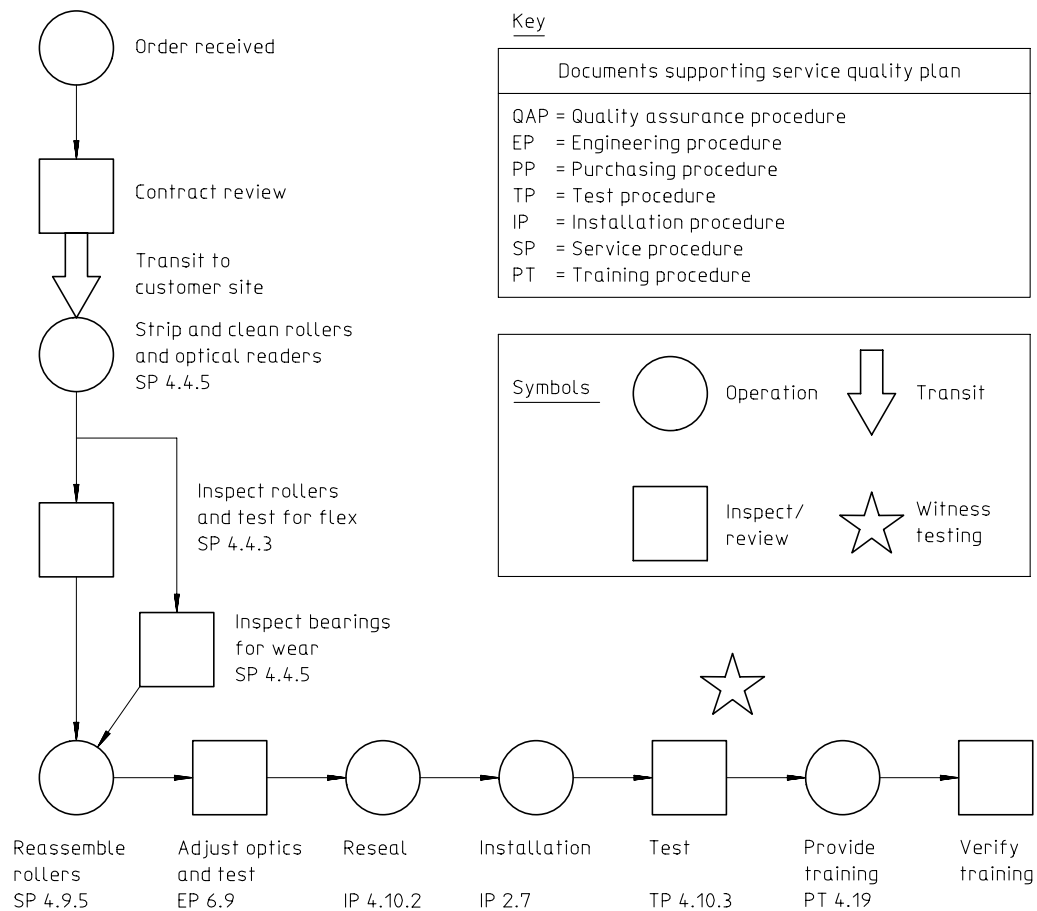 Order received
Contract review
Transit to
customer site
Strip and clean rollers
and optical readers
SP 4.4.5
Inspect rollers
and test for flex
SP 4.4.3
Inspect bearings
for wear
SP 4.4.5
Key
Documents supporting service quality plan
QAP = Quality assurance procedure
EP = Engineering procedure
PP = Purchasing procedure
TP = Test procedure
IP = Installation procedure
SP = Service procedure
PT = Training procedure
Symbols
Operation
Transit
Inspect/
review
Witness
testing
Reassemble
rollers
SP 4.9.5
Adjust optics
and test
EP 6.9
Reseal
IP 4.10.2
Installation
IP 2.7
Test
TP 4.10.3
Provide
training
PT 4.19
Verify
training